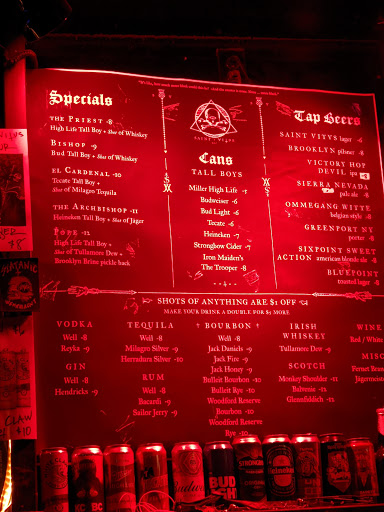 Specials
THE PRIEST -8
High Life Tall Boy + Shot of Whiskey
BISHOP -9
Bud Tall Boy + Shot of Whiskey
EL CARDENAL -10
Tecate Tall Boy +
Shot of Milagro Tequila
THE ARCHBISHOP -11
Heineken Tall Boy + Shot of Jäger
POPE -12
High Life Tall Boy +
Shot of Tullamore Dew +
Brooklyn Brine pickle back
SAINT VITUS
Cans
TALL BOYS
Miller High Life -7
Budweiser -6
Bud Light -6
Tecate -6
Heineken -7
Strongbow Cider -7
Iron Maiden's
The Trooper -8
Tap Beers
SAINT VITUS lager -6
BROOKLYN pilsner -8
VICTORY HOP
DEVIL ipa
SIERRA NEVADA
pale ale -8
OMMEGANG WITTE
belgian style -8
GREENPORT NY
porter -8
SIXPOINT SWEET
ACTION american blonde ale -8
BLUEPOINT
toasted lager -8
SHOTS OF ANYTHING ARE $1 OFF
MAKE YOUR DRINK A DOUBLE FOR $5 MORE
VODKA
Well -8
Reyka -9
GIN
Well -8
Hendricks -9
TEQUILA
Well -8
Milagro Silver -9
Herradura Silver -10
RUM
Well -8
Bacardi -9
Sailor Jerry -9
BOURBON
Well -8
Jack Daniels -9
Jack Fire -9
Jack Honey -9
Bulleit Bourbon -10
Bulleit Rye -10
Woodford Reserve
Bourbon -10
Woodford Reserve
Rye -10
IRISH
WHISKEY
Tullamore Dew -9
SCOTCH
Monkey Shoulder -11
Balvenie -11
Glenfiddich -11
WINE
Red / White
MISC
Fernet Branca
Jägermeister
CLAW
$10
BUD
Heineken